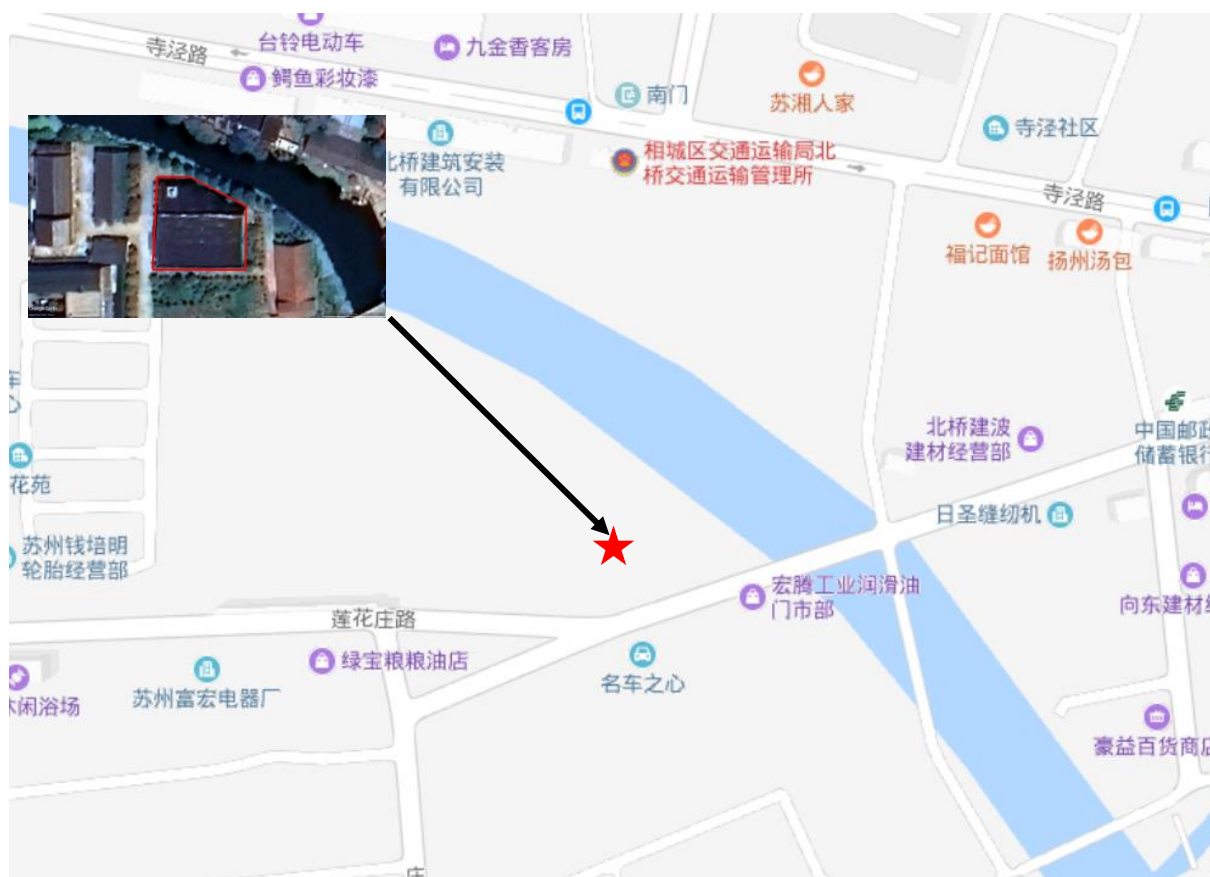 台铃电动车
九金香客房
寺泾路
鳄鱼彩妆漆
南门
苏湘人家
寺泾社区
北桥建筑安装
有限公司
相城区交通运输局北
桥交通运输管理所
寺泾路
福记面馆
扬州汤包
北桥建波
建材经营部
中国邮政
储蓄银行
花苑
日圣缝纫机
苏州钱培明
轮胎经营部
宏腾工业润滑油
门市部
向东建材
莲花庄路
绿宝粮粮油店
名车之心
苏州富宏电器厂
休闲浴场
豪益百货商店
庄